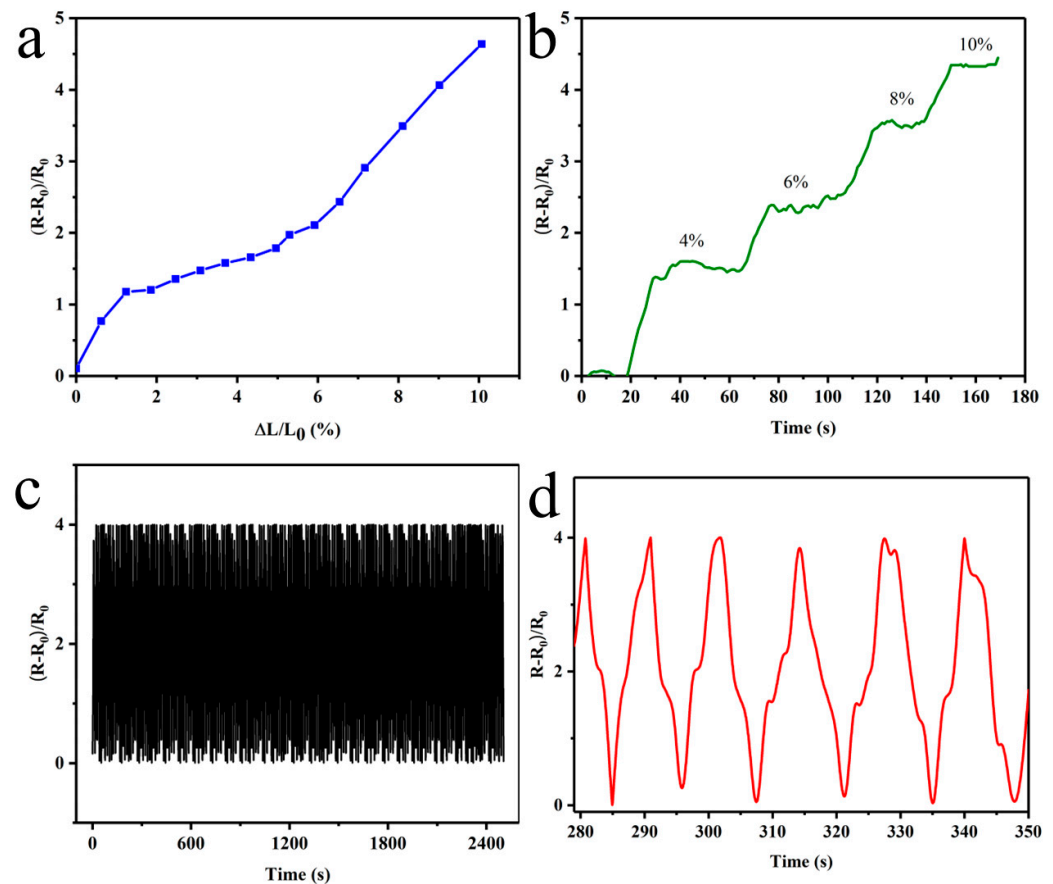 a
5
4
3
2
1
0
(R-R₀)/R₀
0 2 4 6 8 10
ΔL/L₀ (%)
b
5
4
3
2
1
0
(R-R₀)/R₀
4%
6%
8%
10%
0 20 40 60 80 100 120 140 160 180
Time (s)
c
4
2
0
(R-R₀)/R₀
0 600 1200 1800 2400
Time (s)
d
4
2
0
R-R₀)/R₀
280 290 300 310 320 330 340 350
Time (s)